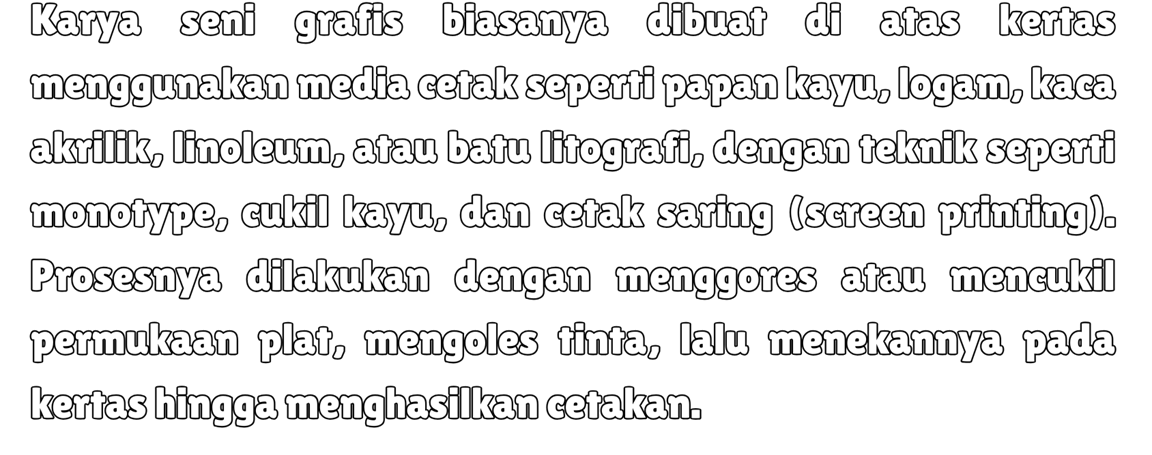 Karya seni grafis biasanya dibuat di atas kertas
menggunakan media cetak seperti papan kayu, logam, kaca
akrilik, linoleum, atau batu litografi, dengan teknik seperti
monotype, cukil kayu, dan cetak saring (screen printing).
Prosesnya dilakukan dengan menggores atau mencukil
permukaan plat, mengoles tinta, lalu menekannya pada
kertas hingga menghasilkan cetakan.